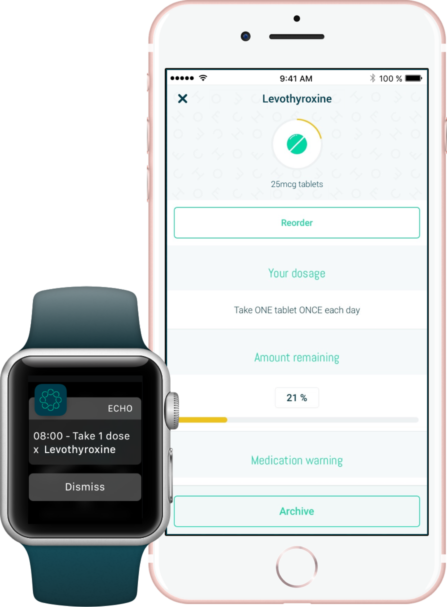 9:41 AM
100 %
Levothyroxine
25mcg tablets
Reorder
Your dosage
Take ONE tablet ONCE each day
Amount remaining
21 %
Medication warning
Archive
ECHO
08:00 - Take 1 dose
x Levothyroxine
Dismiss